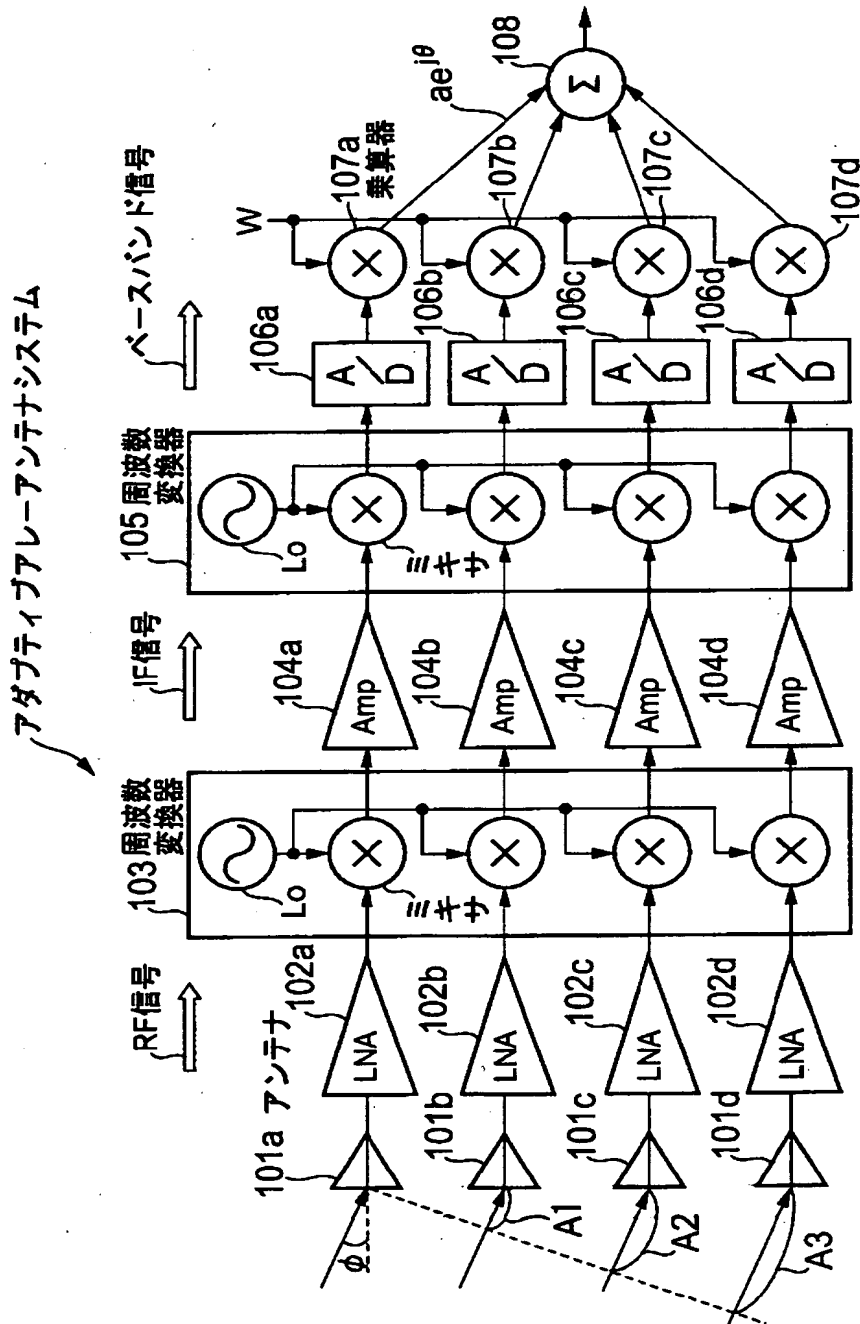 アダプティブアレーアンテナシステム
RF信号
IF信号
ベースバンド信号
103 周波数
変換器
105 周波数
変換器
Lo
Lo
ミキサ
ミキサ
W
101a アンテナ
102a
104a
106a
107a
乗算器
LNA
Amp
A/D
ae^jθ
φ
101b
102b
104b
106b
107b
LNA
Amp
A/D
108
Σ
A1
101c
102c
104c
106c
107c
LNA
Amp
A/D
A2
101d
102d
104d
106d
107d
LNA
Amp
A/D
A3